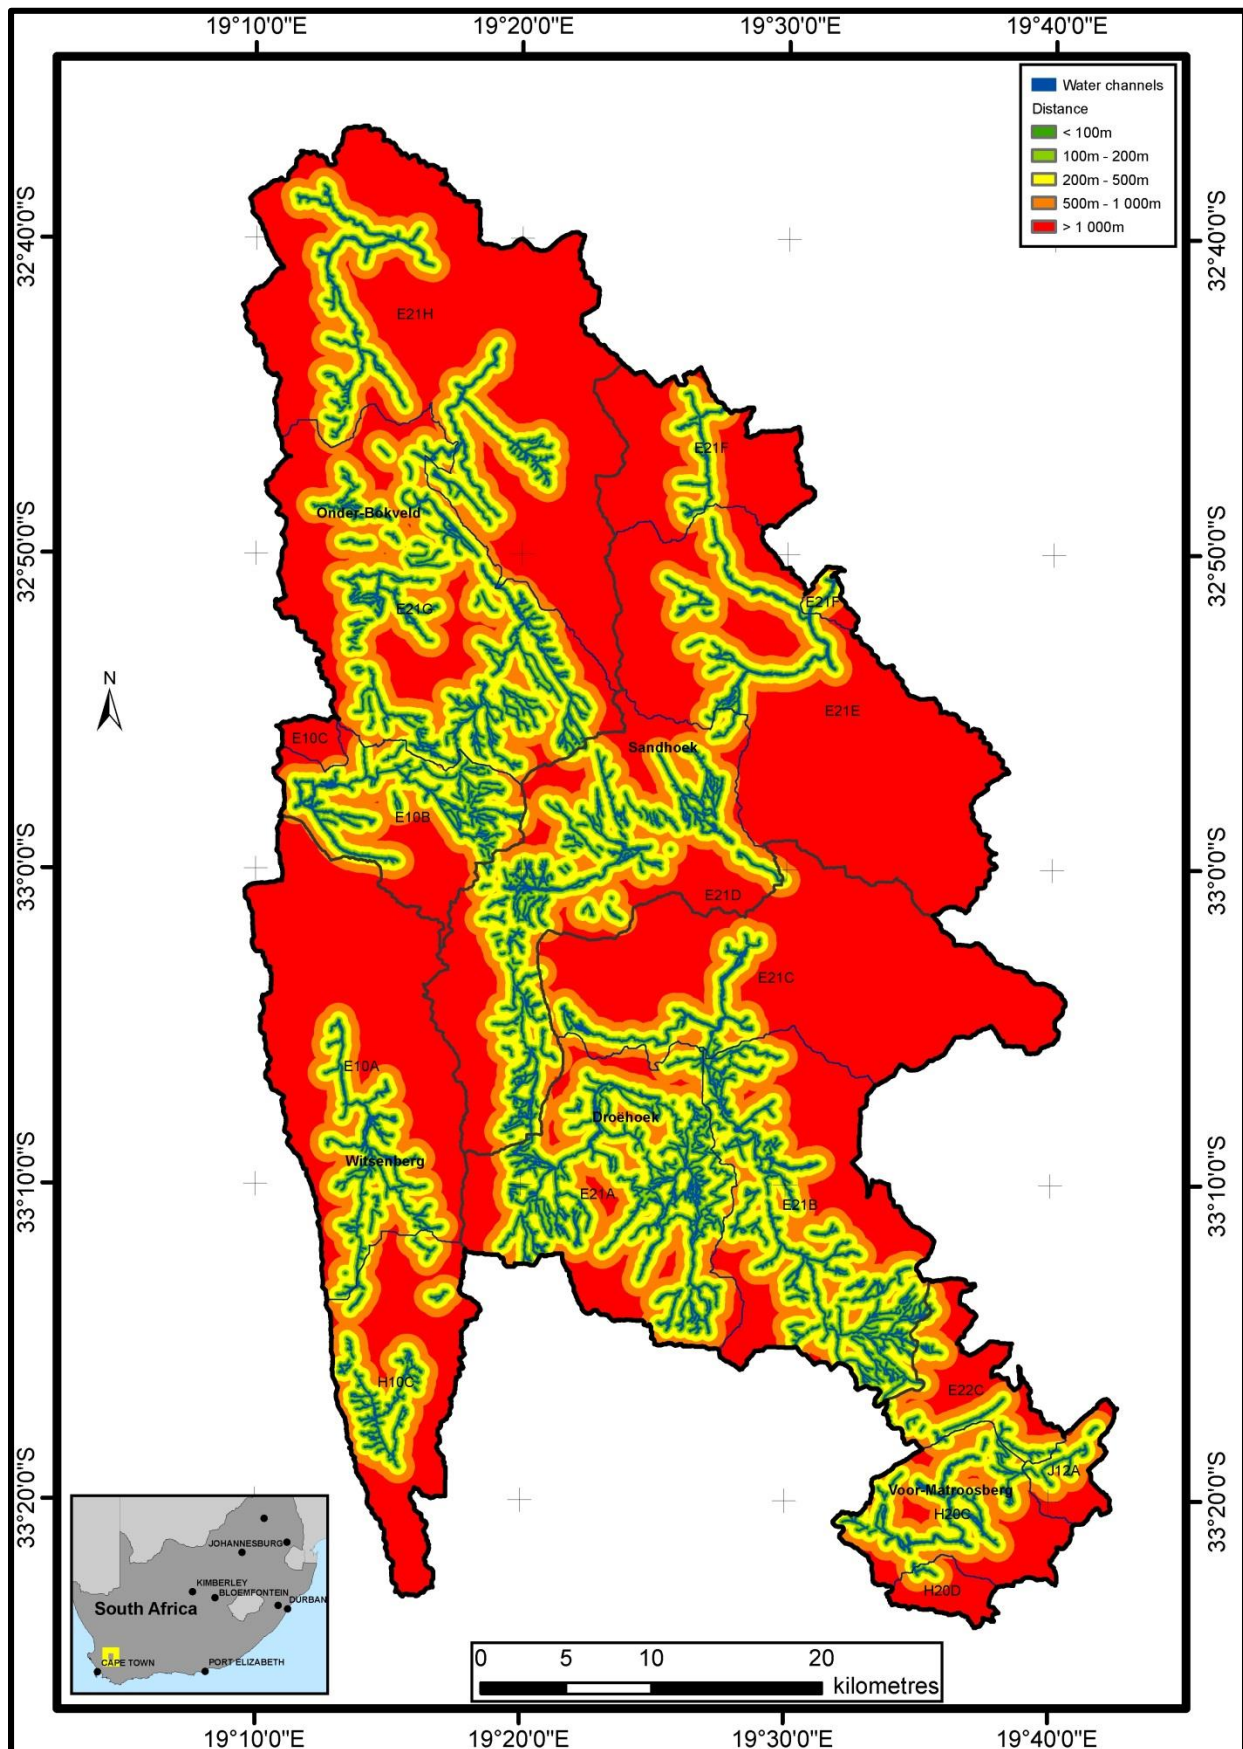 19°10'0"E 19°20'0"E 19°30'0"E 19°40'0"E
Water channels
Distance
< 100m
100m - 200m
200m - 500m
500m - 1 000m
> 1 000m
32°40'0"S 32°40'0"S
E21H
E21F
Onder-Bokveld
32°50'0"S 32°50'0"S
E21F
E21G
N
E21E
E10C
Sandhoek
E10B
33°0'0"S 33°0'0"S
E21D
E21C
E10A
Droëhoek
Witsenberg
33°10'0"S 33°10'0"S
E21A
E21B
H10C
E22C
J12A
Voor-Matroosberg
33°20'0"S 33°20'0"S
H20C
H20D
JOHANNESBURG
KIMBERLEY
BLOEMFONTEIN
DURBAN
South Africa
CAPE TOWN
PORT ELIZABETH
0 5 10 20
kilometres
19°10'0"E 19°20'0"E 19°30'0"E 19°40'0"E